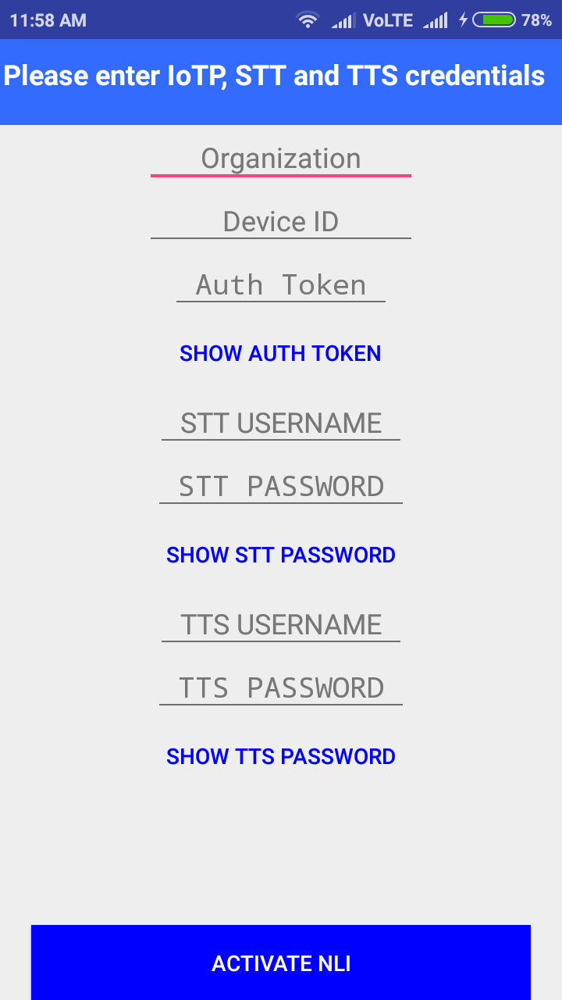 11:58 AM VoLTE 78%
Please enter IoTP, STT and TTS credentials
Organization
Device ID
Auth Token
SHOW AUTH TOKEN
STT USERNAME
STT PASSWORD
SHOW STT PASSWORD
TTS USERNAME
TTS PASSWORD
SHOW TTS PASSWORD
ACTIVATE NLI